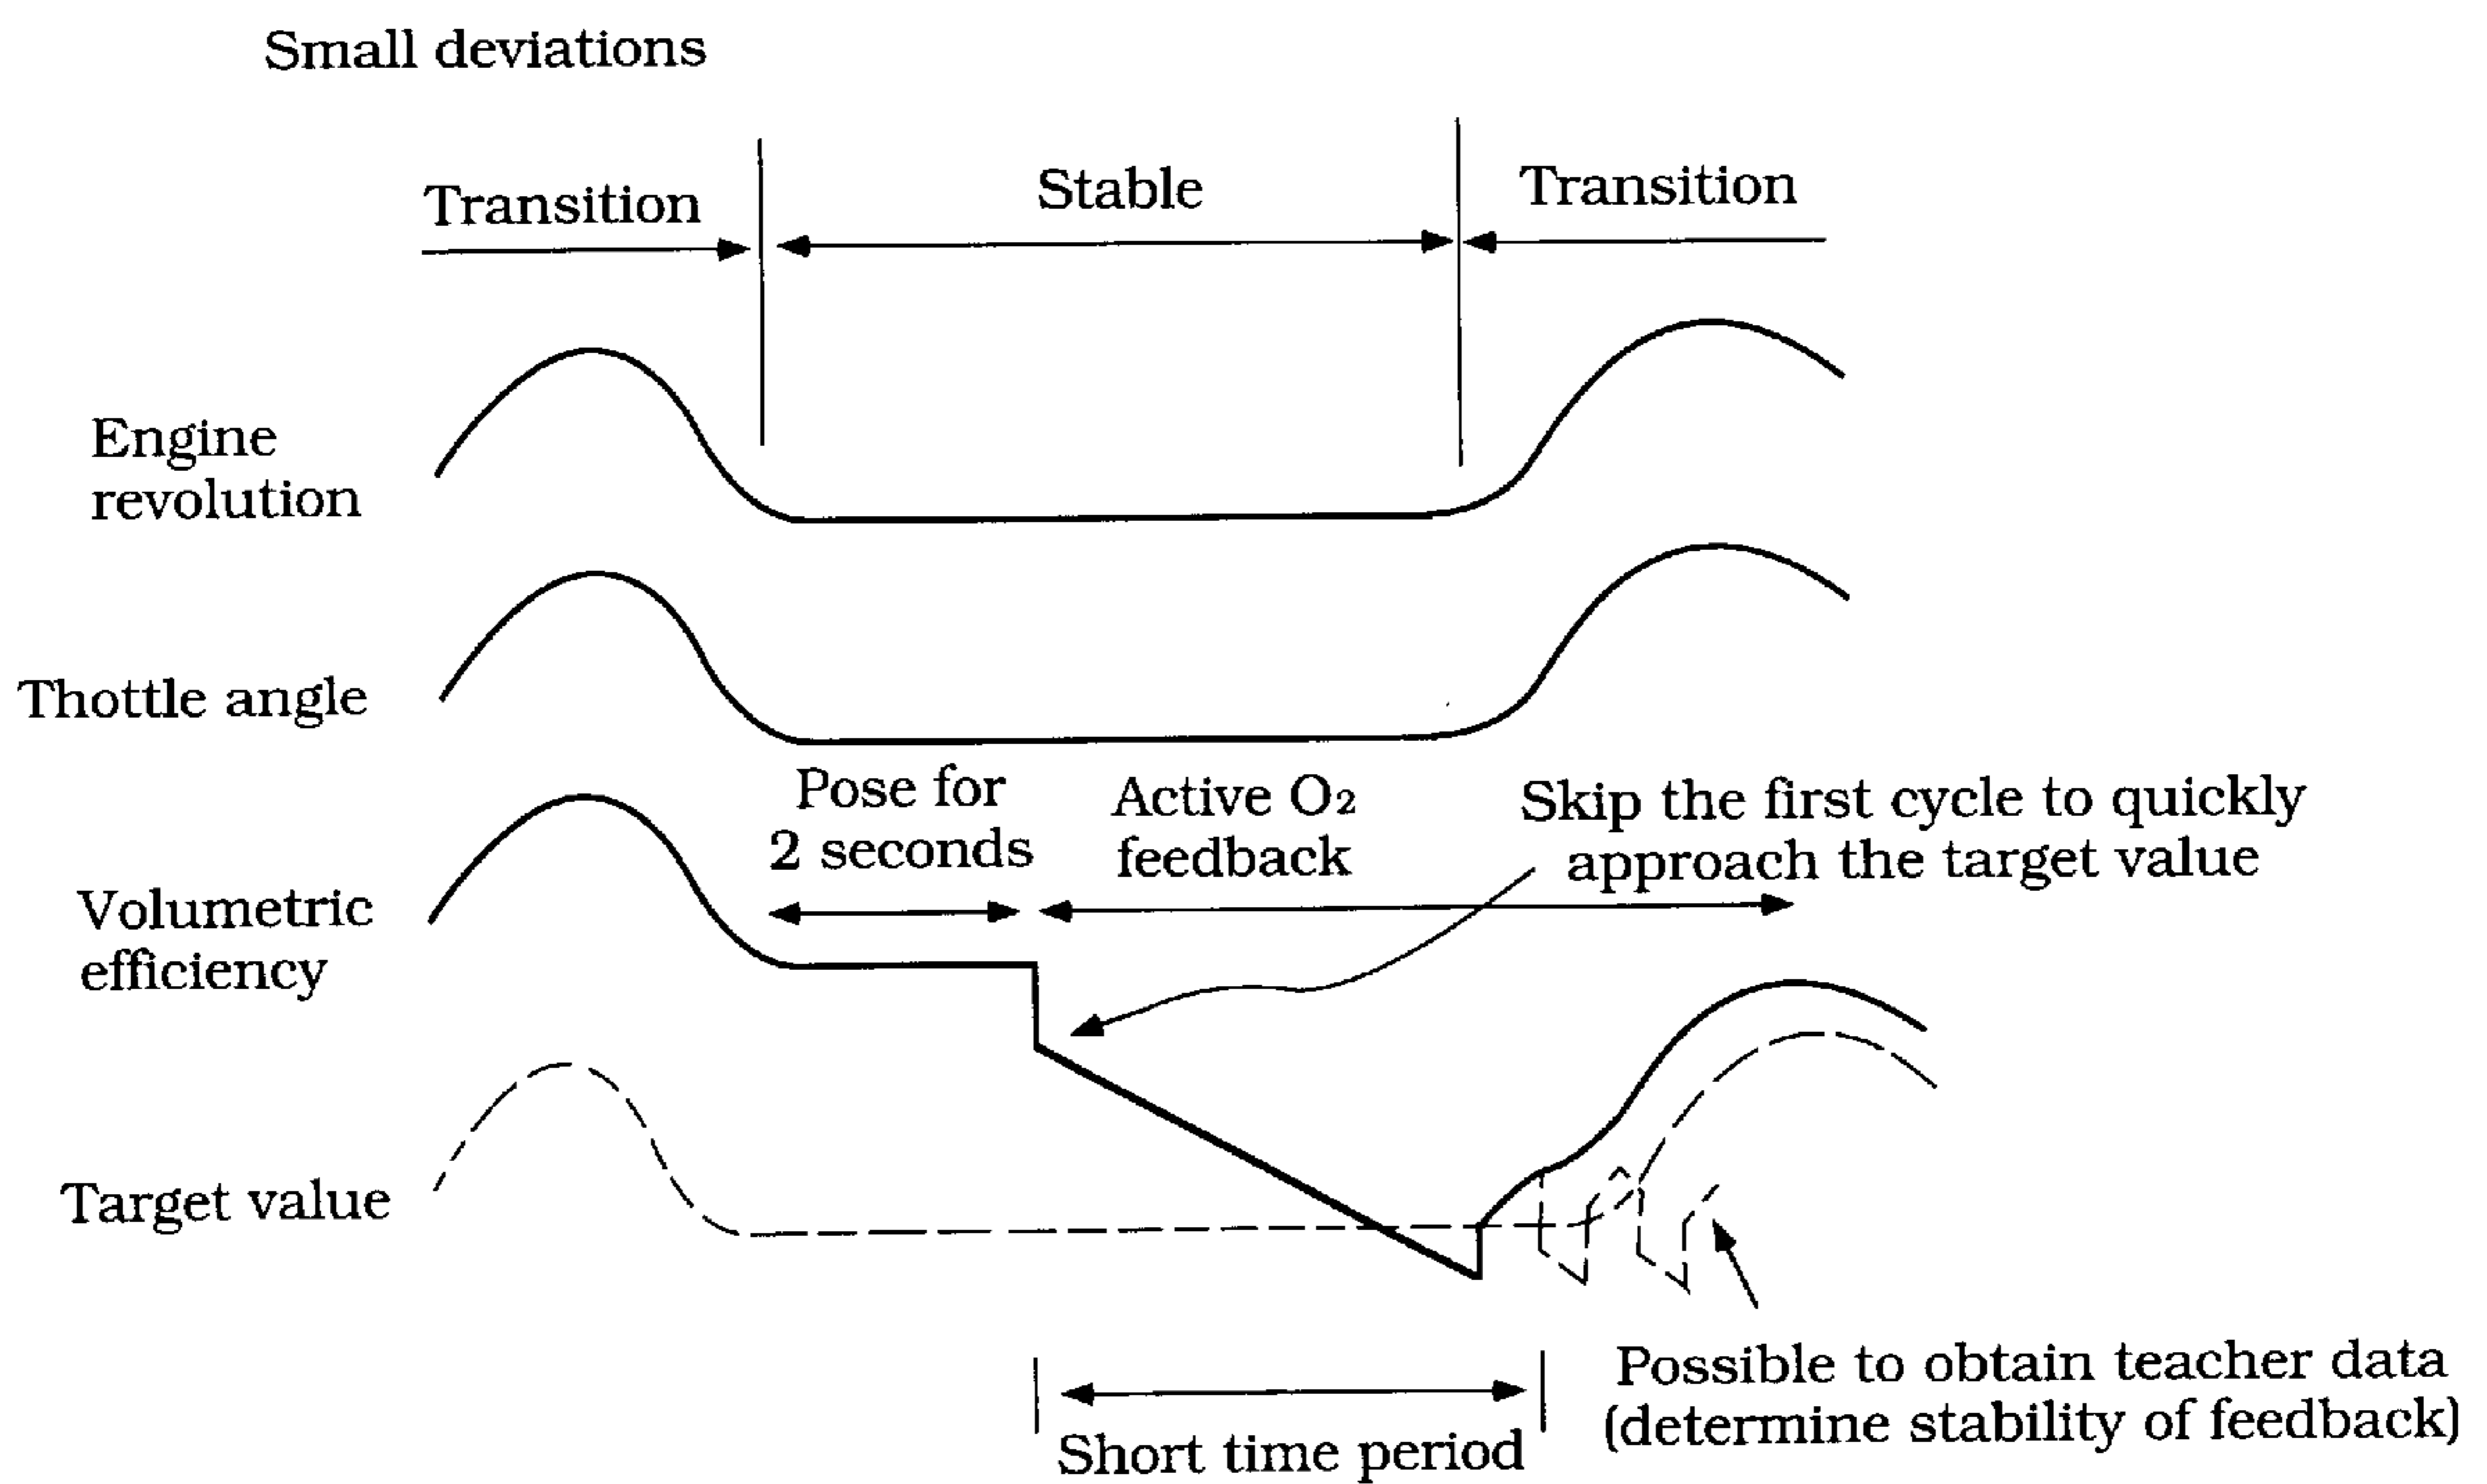 Small deviations
Transition
Stable
Transition
Engine
revolution
Thottle angle
Pose for
2 seconds
Active O₂
feedback
Skip the first cycle to quickly
approach the target value
Volumetric
efficiency
Target value
Possible to obtain teacher data
(determine stability of feedback)
Short time period